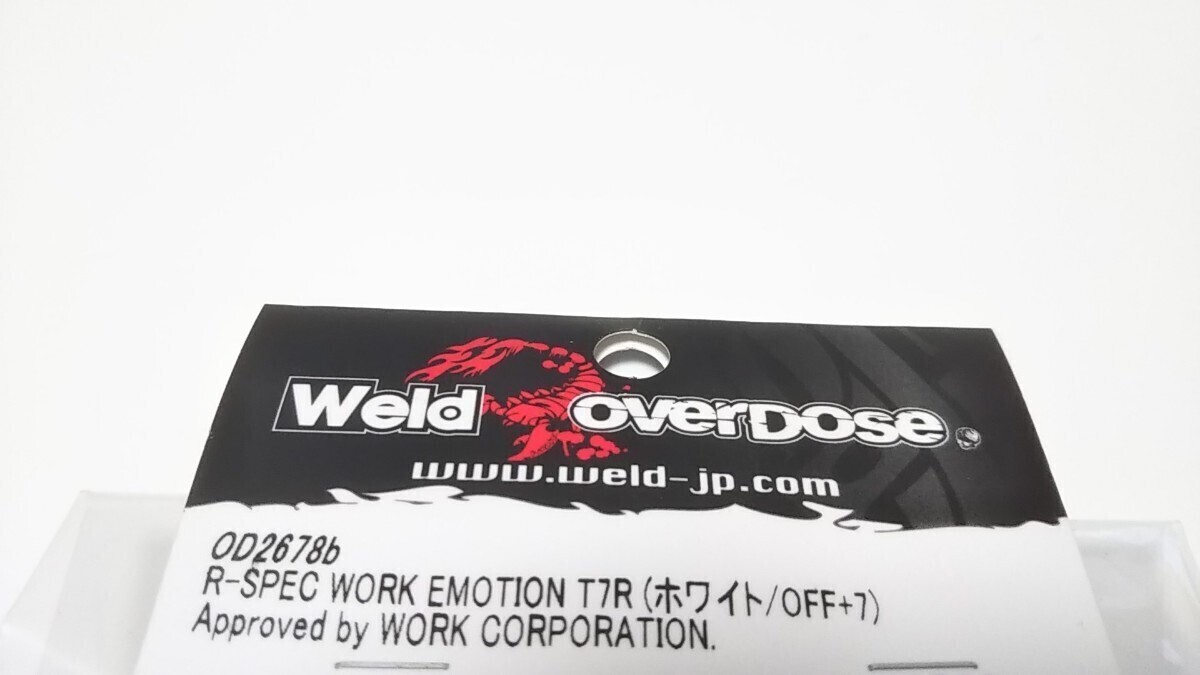 Weld OVERDOSE
www.weld-jp.com
OD2678b
R-SPEC WORK EMOTION T7R (ホワイト/OFF+7)
Approved by WORK CORPORATION.